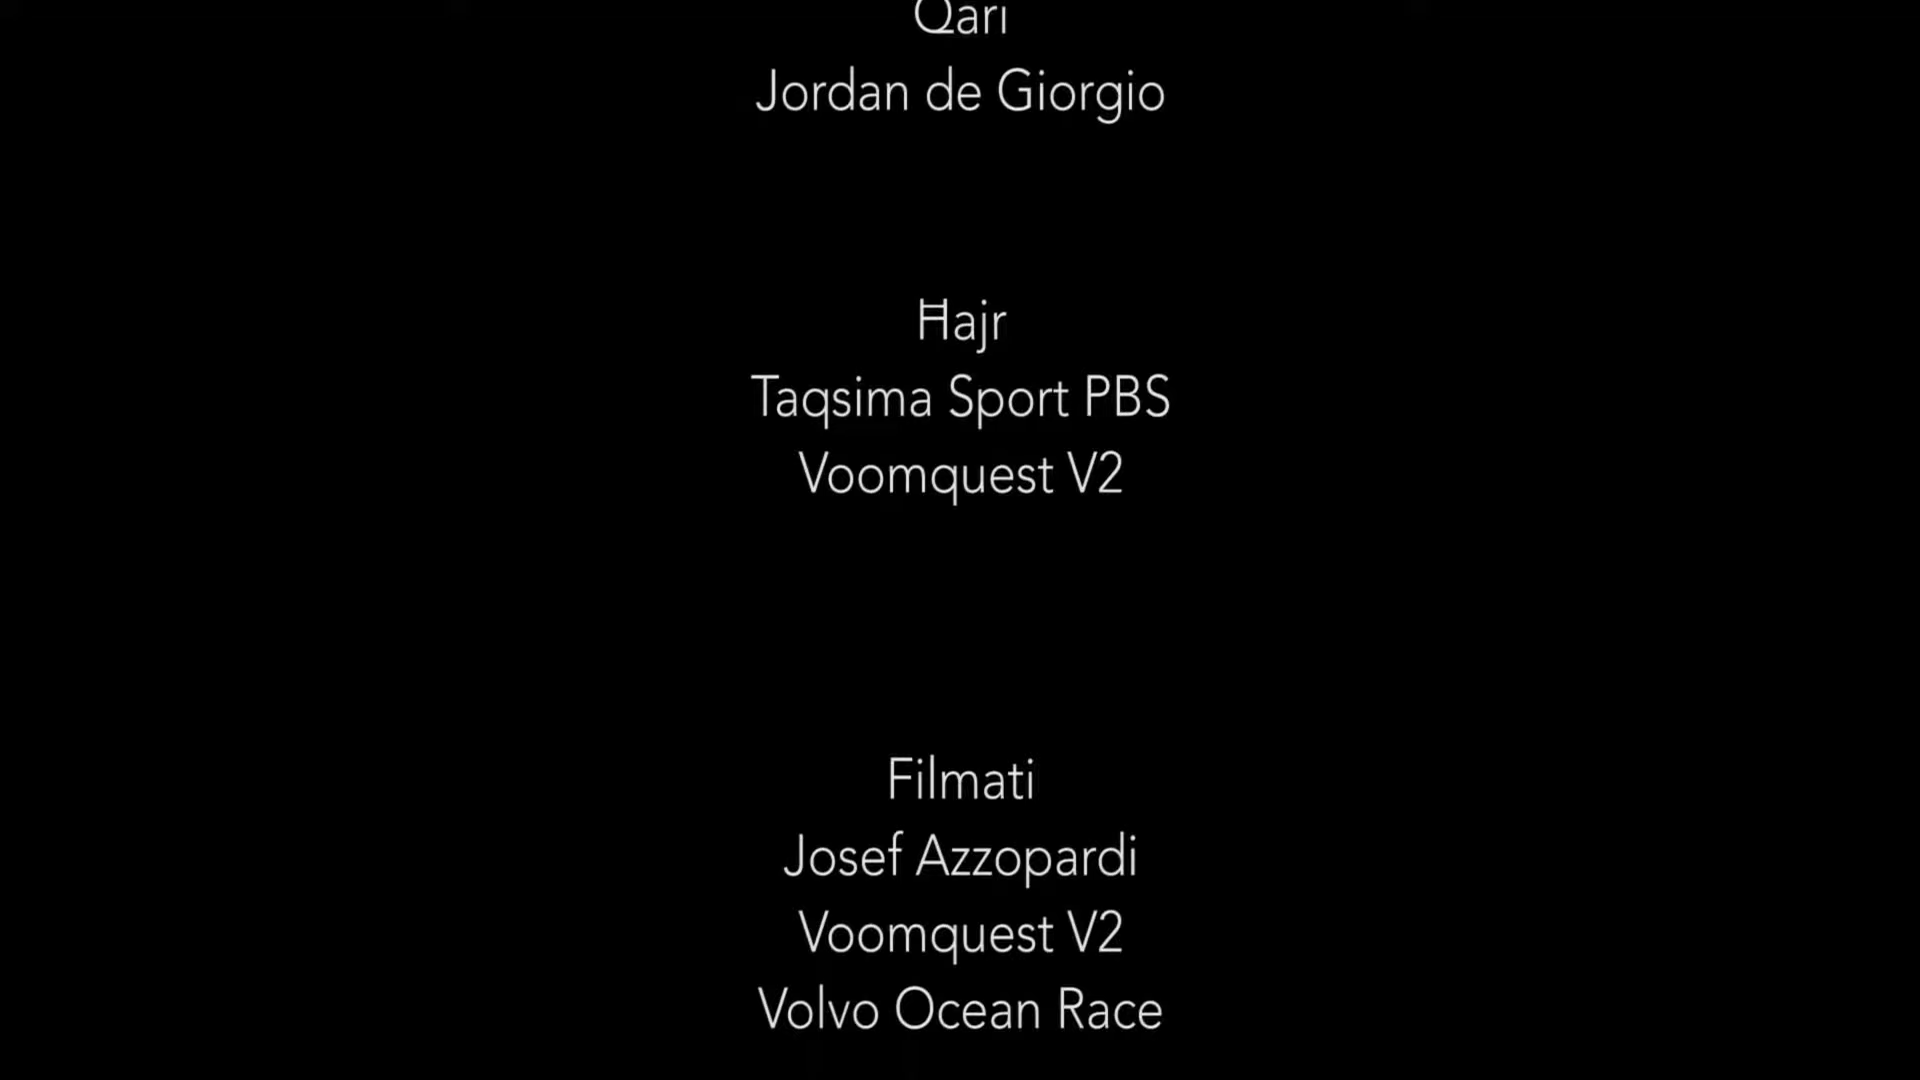 Qari
Jordan de Giorgio
Ħajr
Taqsima Sport PBS
Voomquest V2
Filmati
Josef Azzopardi
Voomquest V2
Volvo Ocean Race